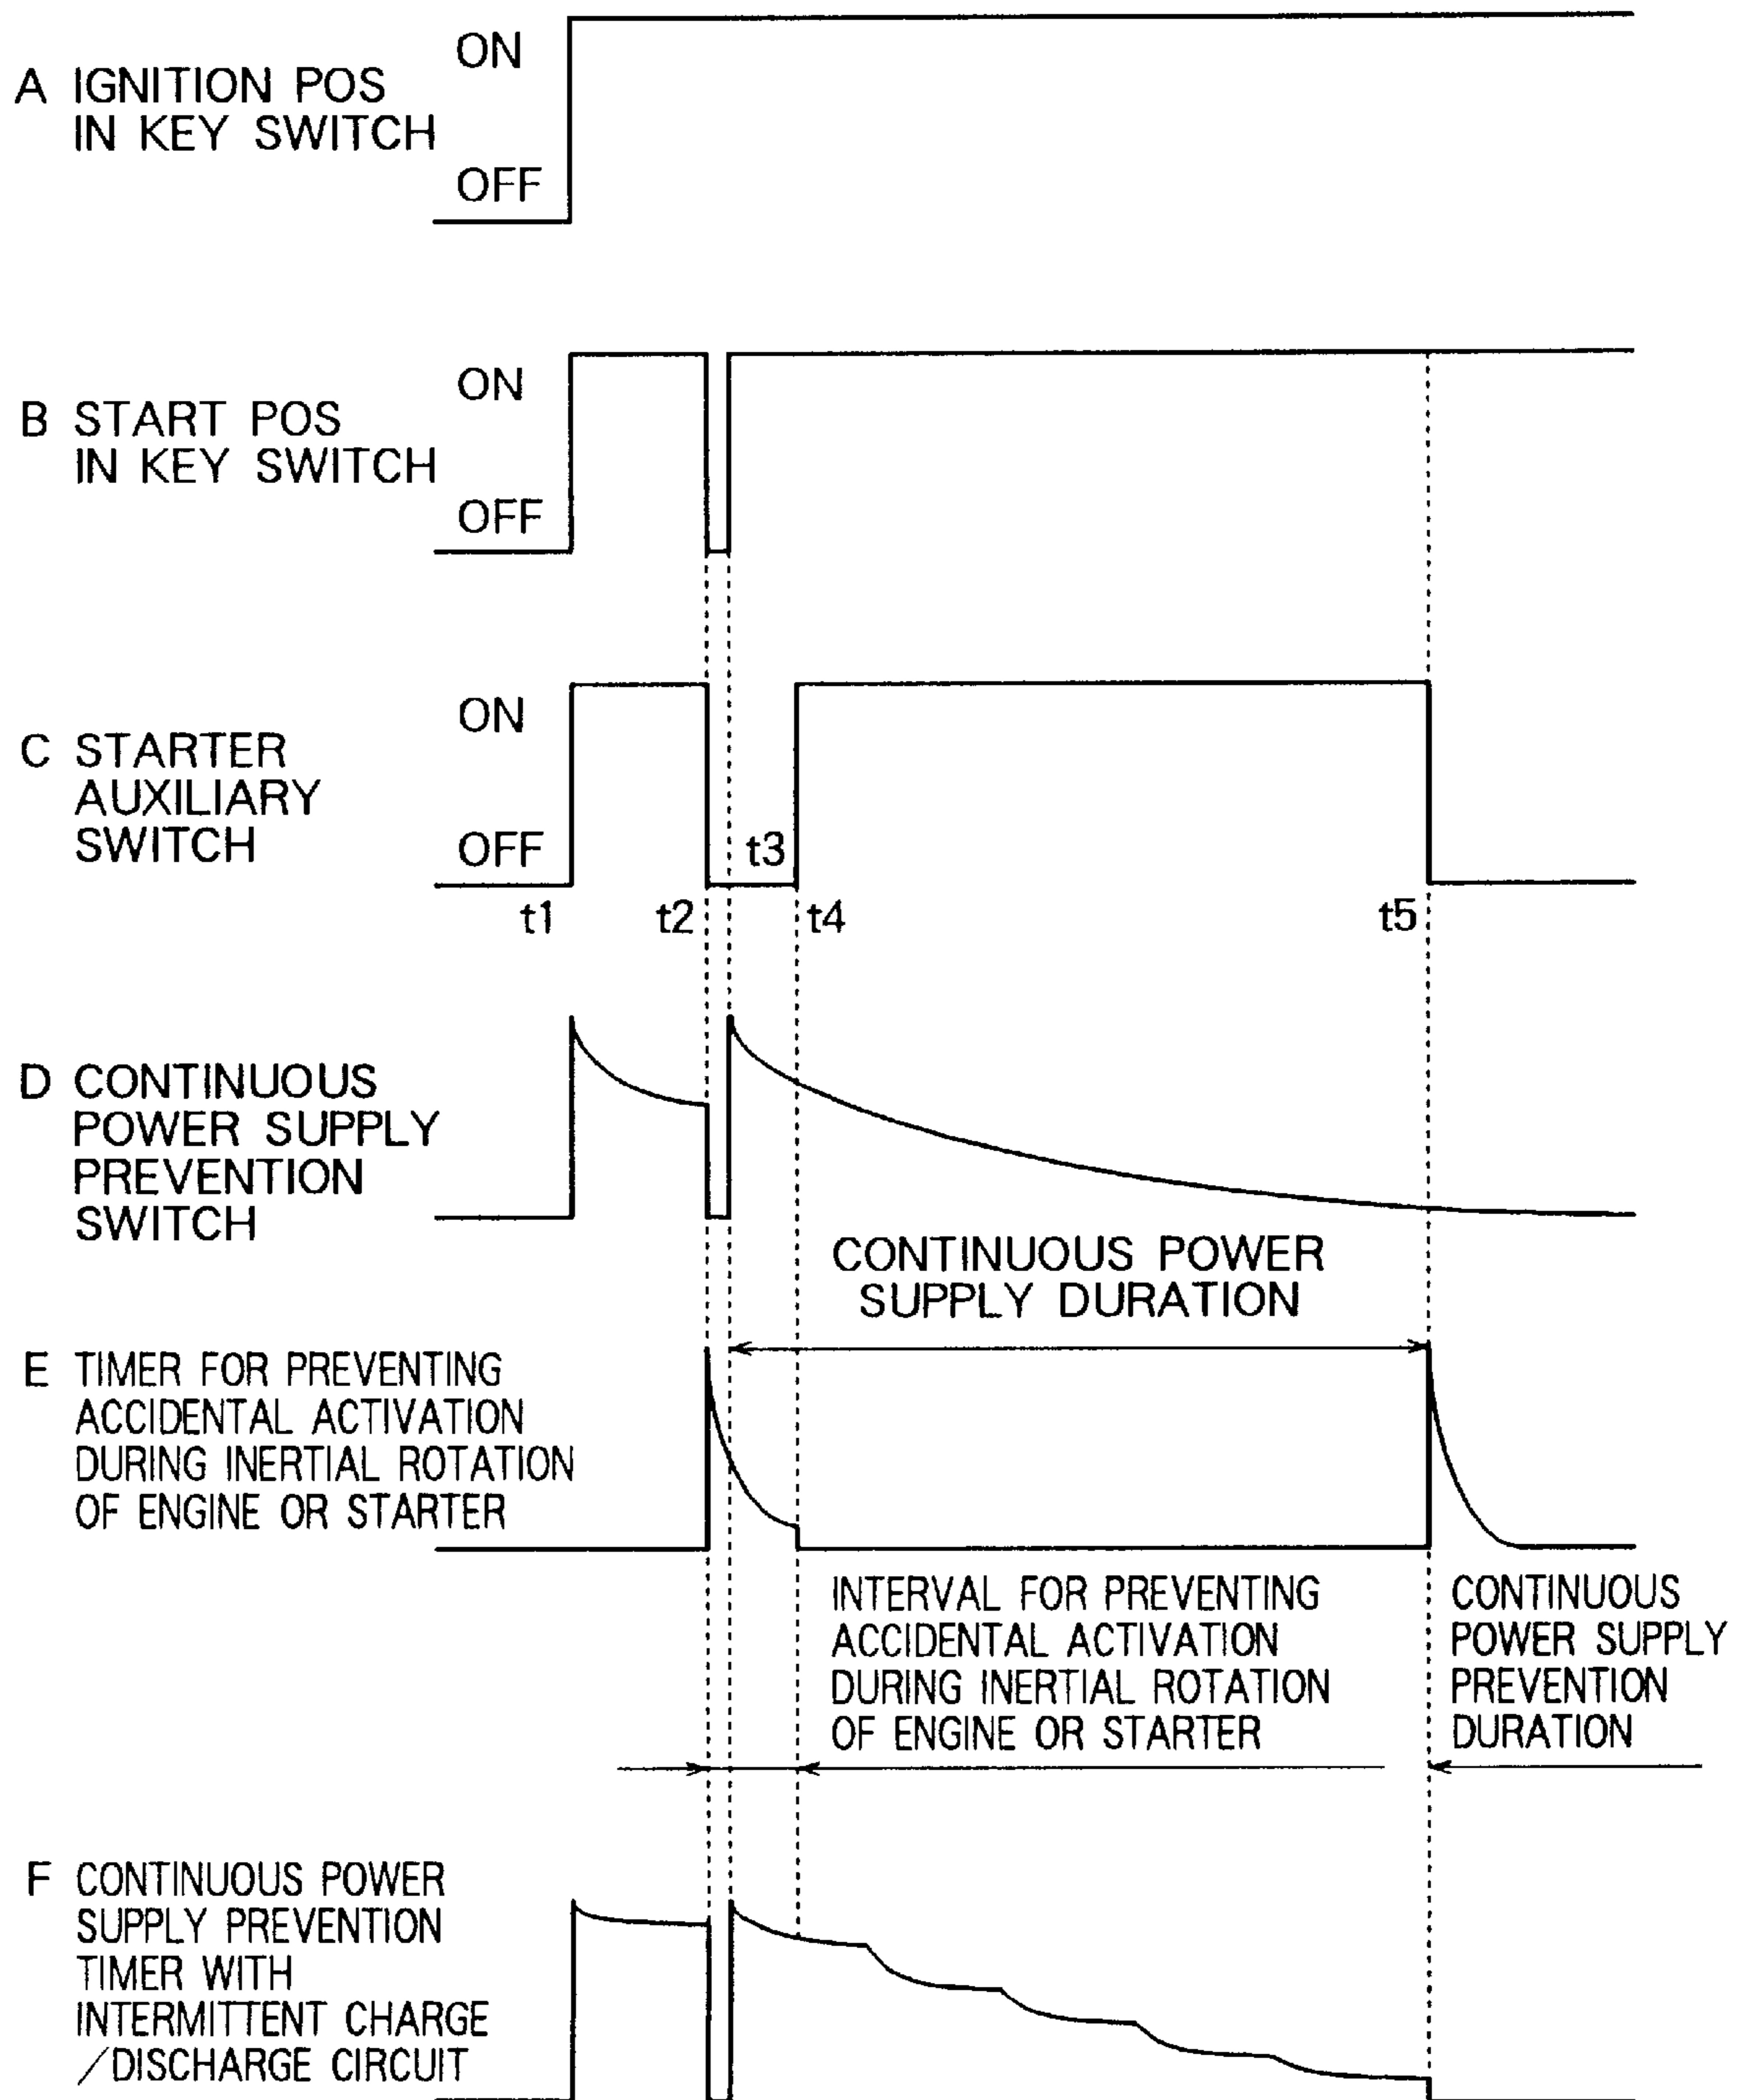 ON
A IGNITION POS
IN KEY SWITCH
OFF
ON
B START POS
IN KEY SWITCH
OFF
ON
C STARTER
AUXILIARY
SWITCH
OFF
t3
t1
t2
t4
t5
D CONTINUOUS
POWER SUPPLY
PREVENTION
SWITCH
CONTINUOUS POWER
SUPPLY DURATION
E TIMER FOR PREVENTING
ACCIDENTAL ACTIVATION
DURING INERTIAL ROTATION
OF ENGINE OR STARTER
INTERVAL FOR PREVENTING
ACCIDENTAL ACTIVATION
DURING INERTIAL ROTATION
OF ENGINE OR STARTER
CONTINUOUS
POWER SUPPLY
PREVENTION
DURATION
F CONTINUOUS POWER
SUPPLY PREVENTION
TIMER WITH
INTERMITTENT CHARGE
/DISCHARGE CIRCUIT